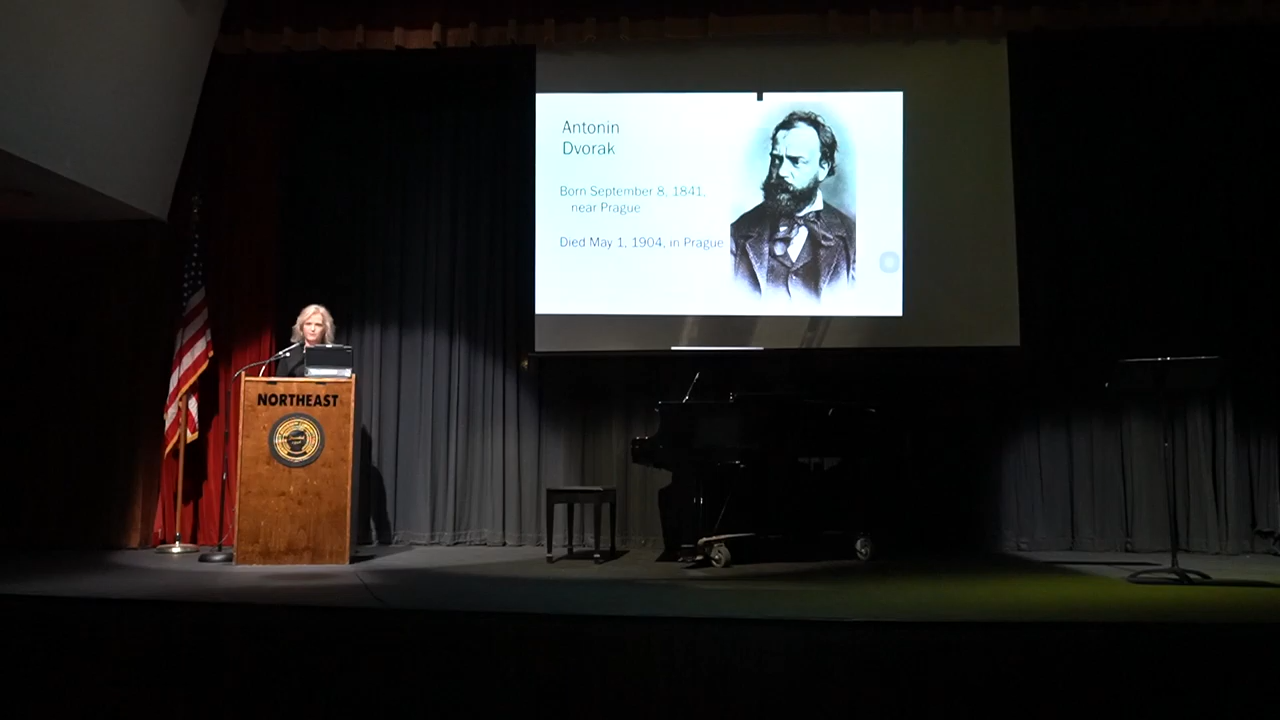 Antonin
Dvorak
Born September 8, 1841,
near Prague
Died May 1, 1904, in Prague
NORTHEAST